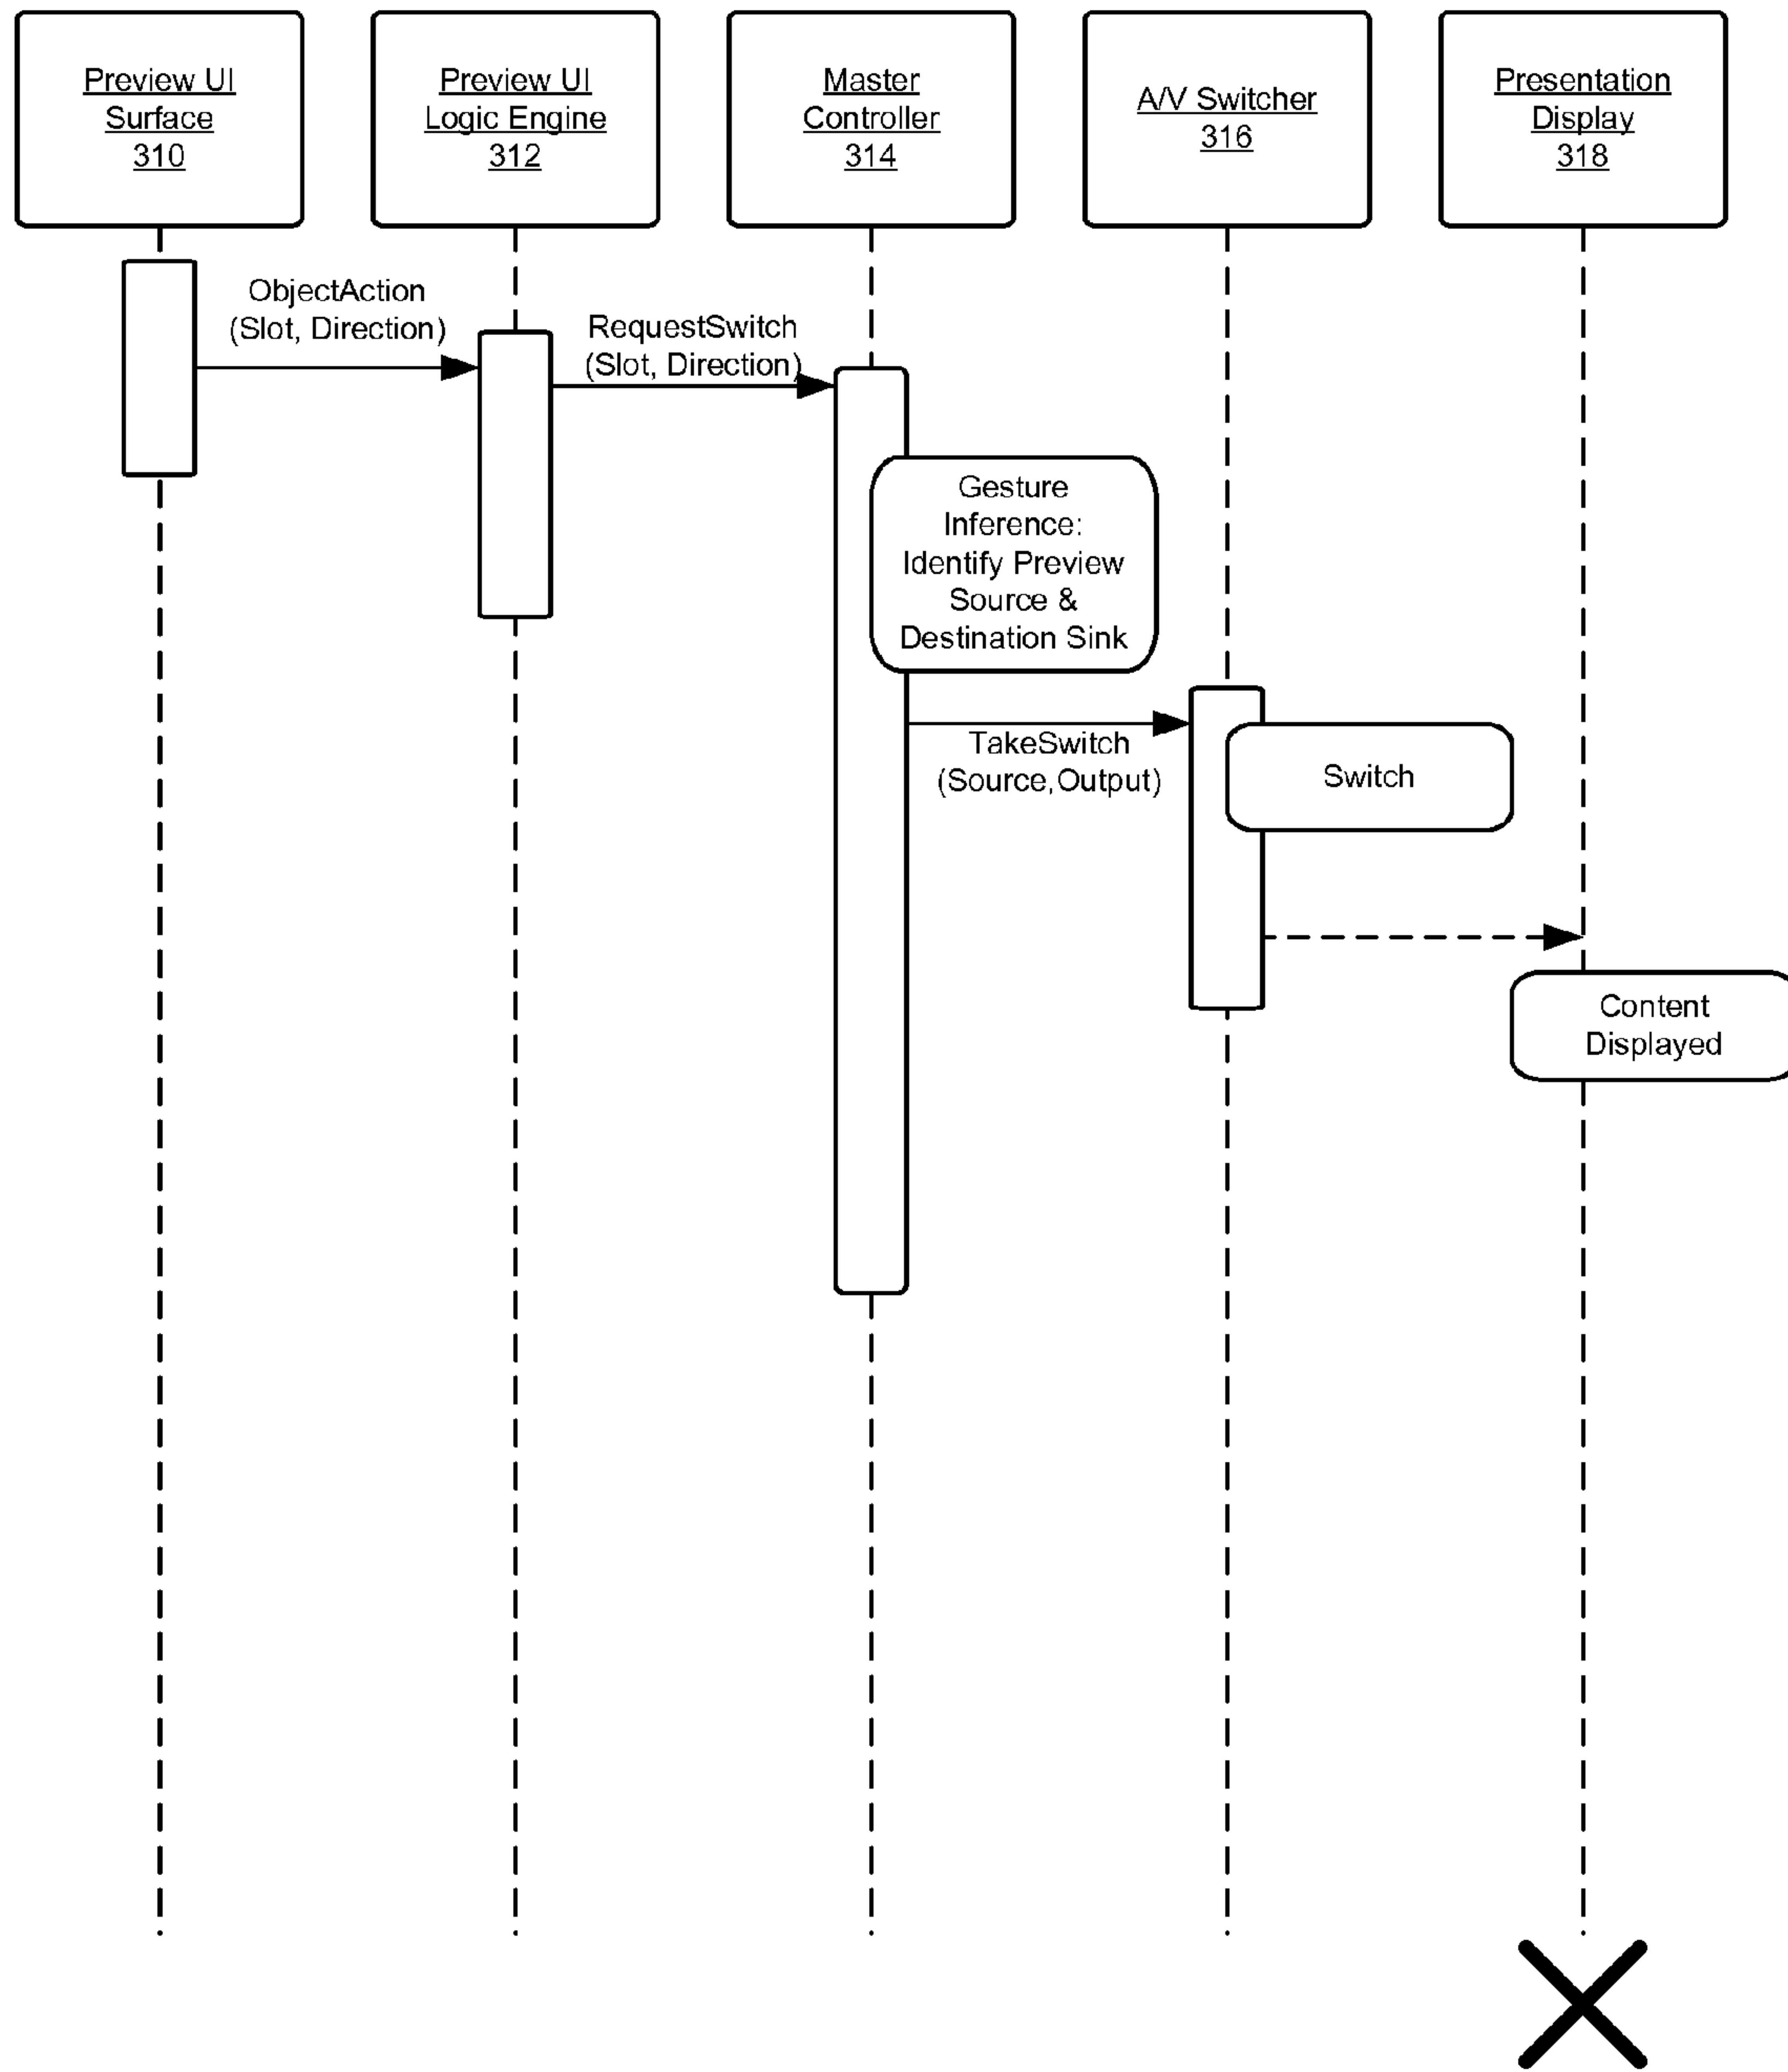 Preview UI
Surface
310
Preview UI
Logic Engine
312
Master
Controller
314
A/V Switcher
316
Presentation
Display
318
ObjectAction
(Slot, Direction)
RequestSwitch
(Slot, Direction)
Gesture
Inference:
Identify Preview
Source &
Destination Sink
TakeSwitch
(Source,Output)
Switch
Content
Displayed